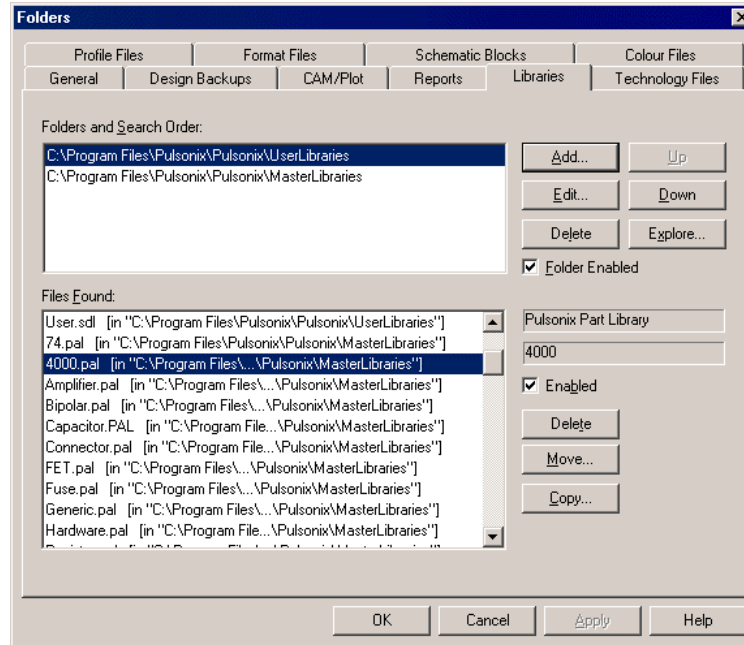 Folders
Profile Files Format Files Schematic Blocks Colour Files
General Design Backups CAM/Plot Reports Libraries Technology Files
Folders and Search Order:
C:\Program Files\Pulsonix\Pulsonix\UserLibraries
C:\Program Files\Pulsonix\Pulsonix\MasterLibraries
Add... Up
Edit... Down
Delete Explore...
Folder Enabled
Files Found:
User.sdl [in "C:\Program Files\Pulsonix\Pulsonix\UserLibraries"]
74.pal [in "C:\Program Files\Pulsonix\Pulsonix\MasterLibraries"]
4000.pal [in "C:\Program Files\...\Pulsonix\MasterLibraries"]
Amplifier.pal [in "C:\Program Files\...\Pulsonix\MasterLibraries"]
Bipolar.pal [in "C:\Program Files\...\Pulsonix\MasterLibraries"]
Capacitor.PAL [in "C:\Program File...\Pulsonix\MasterLibraries"]
Connector.pal [in "C:\Program File...\Pulsonix\MasterLibraries"]
FET.pal [in "C:\Program Files\...\Pulsonix\MasterLibraries"]
Fuse.pal [in "C:\Program Files\...\Pulsonix\MasterLibraries"]
Generic.pal [in "C:\Program Files\...\Pulsonix\MasterLibraries"]
Hardware.pal [in "C:\Program File...\Pulsonix\MasterLibraries"]
Pulsonix Part Library
4000
Enabled
Delete
Move...
Copy...
OK Cancel Apply Help